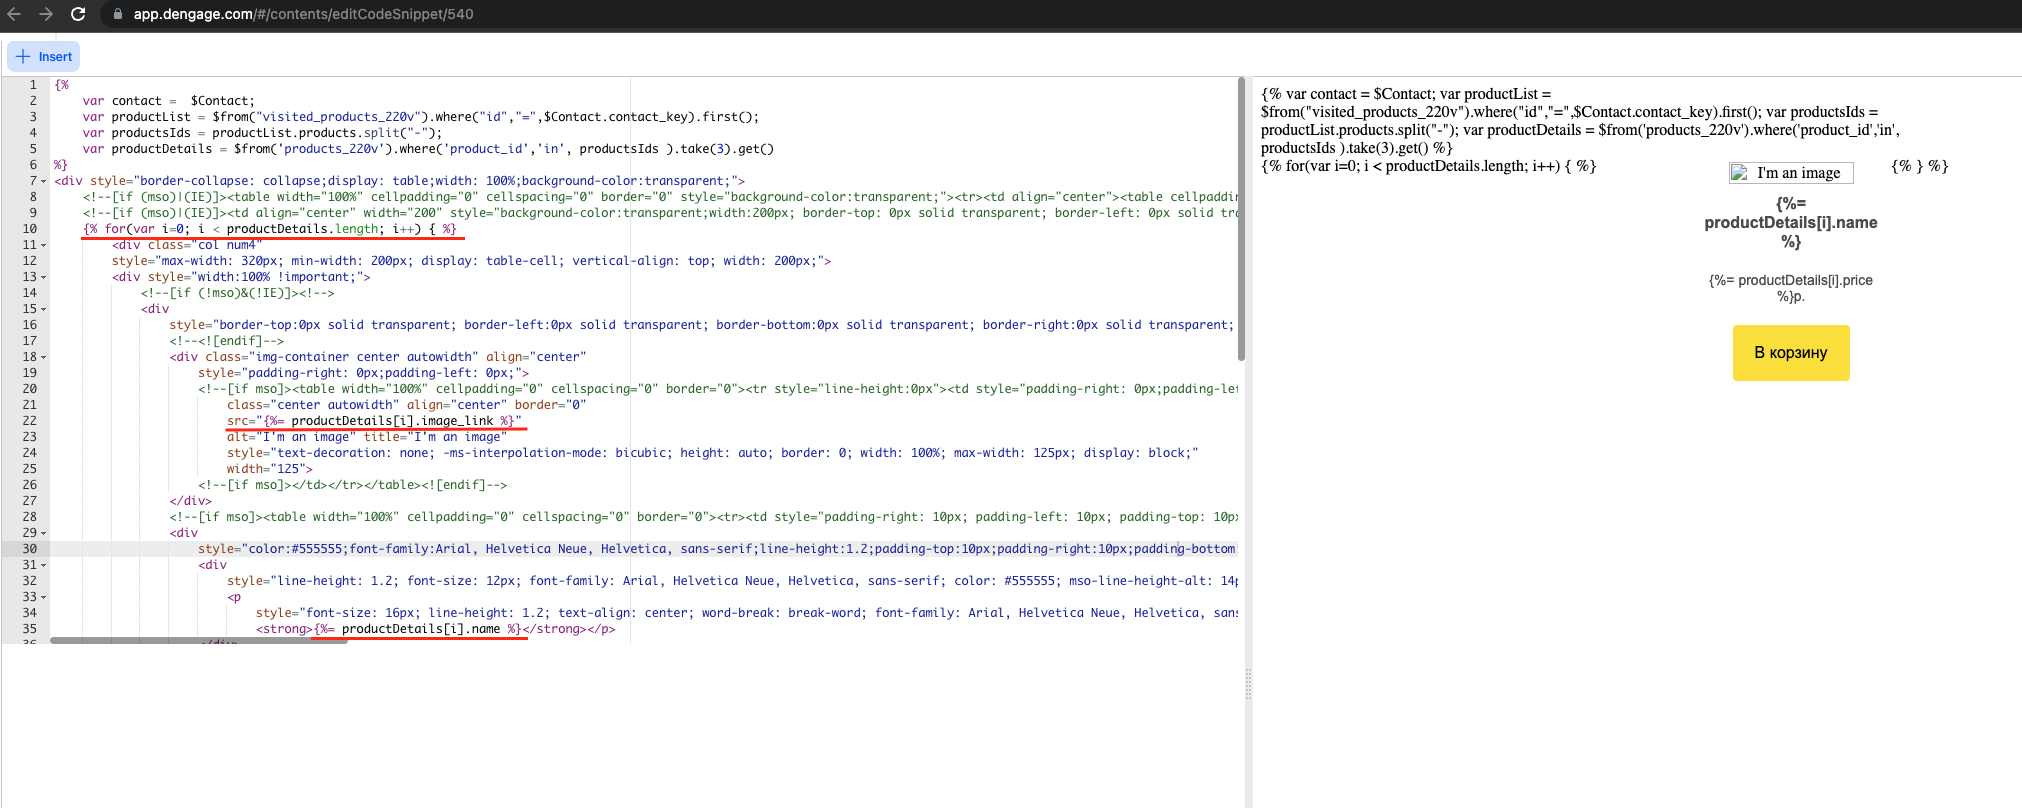 app.dengage.com/#/contents/editCodeSnippet/540
Insert
1 {%
2 var contact =  $Contact;
3 var productList = $from("visited_products_220v").where("id","=",$Contact.contact_key).first();
4 var productsIds = productList.products.split("-");
5 var productDetails = $from('products_220v').where('product_id','in', productsIds ).take(3).get()
6 %}
7 <div style="border-collapse: collapse;display: table;width: 100%;background-color:transparent;">
8 <!--[if (mso)|(IE)]><table width="100%" cellpadding="0" cellspacing="0" border="0" style="background-color:transparent;"><tr><td align="center"><table cellpaddin
9 <!--[if (mso)|(IE)]><td align="center" width="200" style="background-color:transparent;width:200px; border-top: 0px solid transparent; border-left: 0px solid tra
10 {% for(var i=0; i < productDetails.length; i++) { %}
11 <div class="col num4"
12 style="max-width: 320px; min-width: 200px; display: table-cell; vertical-align: top; width: 200px;">
13 <div style="width:100% !important;">
14 <!--[if (!mso)&(!IE)]><!-->
15 <div
16 style="border-top:0px solid transparent; border-left:0px solid transparent; border-bottom:0px solid transparent; border-right:0px solid transparent;
17 <!--<![endif]-->
18 <div class="img-container center autowidth" align="center"
19 style="padding-right: 0px;padding-left: 0px;">
20 <!--[if mso]><table width="100%" cellpadding="0" cellspacing="0" border="0"><tr style="line-height:0px"><td style="padding-right: 0px;padding-lef
21 class="center autowidth" align="center" border="0"
22 src="{%= productDetails[i].image_link %}"
23 alt="I'm an image" title="I'm an image"
24 style="text-decoration: none; -ms-interpolation-mode: bicubic; height: auto; border: 0; width: 100%; max-width: 125px; display: block;"
25 width="125">
26 <!--[if mso]></td></tr></table><![endif]-->
27 </div>
28 <!--[if mso]><table width="100%" cellpadding="0" cellspacing="0" border="0"><tr><td style="padding-right: 10px; padding-left: 10px; padding-top: 10px
29 <div
30 style="color:#555555;font-family:Arial, Helvetica Neue, Helvetica, sans-serif;line-height:1.2;padding-top:10px;padding-right:10px;padding-bottom:
31 <div
32 style="line-height: 1.2; font-size: 12px; font-family: Arial, Helvetica Neue, Helvetica, sans-serif; color: #555555; mso-line-height-alt: 14p
33 <p
34 style="font-size: 16px; line-height: 1.2; text-align: center; word-break: break-word; font-family: Arial, Helvetica Neue, Helvetica, sans
35 <strong>{%= productDetails[i].name %}</strong></p>
{% var contact = $Contact; var productList =
$from("visited_products_220v").where("id","=",$Contact.contact_key).first(); var productsIds =
productList.products.split("-"); var productDetails = $from('products_220v').where('product_id','in',
productsIds ).take(3).get() %}
{% for(var i=0; i < productDetails.length; i++) { %}
I'm an image
{% } %}
{%=
productDetails[i].name
%}
{%= productDetails[i].price
%}р.
В корзину